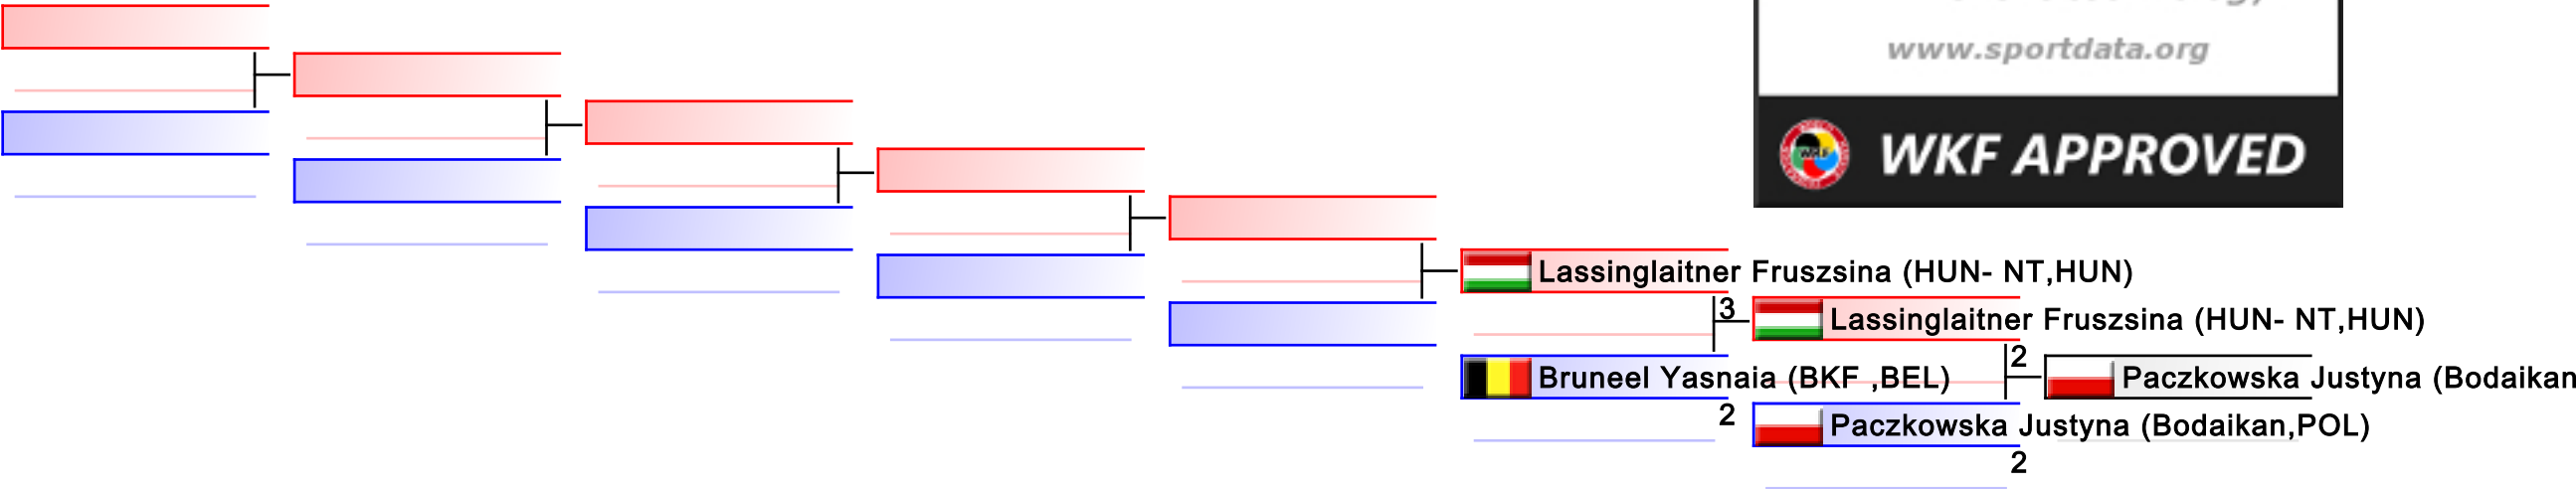 www.sportdata.org
WKF APPROVED
Lassinglaitner Fruszsina (HUN- NT,HUN)
3
Lassinglaitner Fruszsina (HUN- NT,HUN)
2
Bruneel Yasnaia (BKF ,BEL)
Paczkowska Justyna (Bodaikan
2
Paczkowska Justyna (Bodaikan,POL)
2